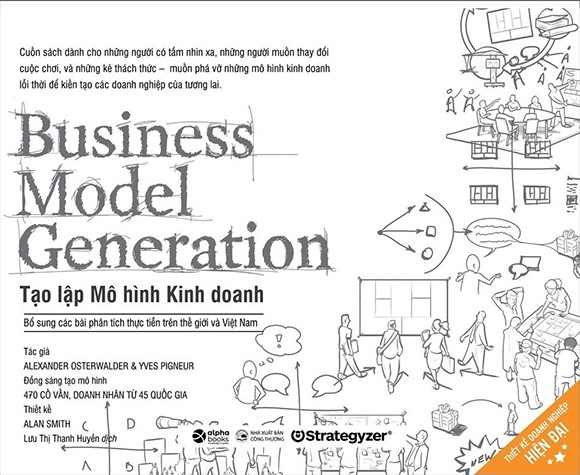 Cuốn sách dành cho những người có tầm nhìn xa, những người muốn thay đổi
cuộc chơi, và những kẻ thách thức – muốn phá vỡ những mô hình kinh doanh
lỗi thời để kiến tạo các doanh nghiệp của tương lai.
Business
Model
Generation
Tạo lập Mô hình Kinh doanh
Bổ sung các bài phân tích thực tiễn trên thế giới và Việt Nam
Tác giả
ALEXANDER OSTERWALDER & YVES PIGNEUR
Đồng sáng tạo mô hình
470 CỐ VẤN, DOANH NHÂN TỪ 45 QUỐC GIA
Thiết kế
ALAN SMITH
Lưu Thị Thanh Huyền dịch
alpha
books
NHÀ XUẤT BẢN
CÔNG THƯƠNG
Strategyzer
THIẾT KẾ DOANH NGHIỆP
HIỆN ĐẠI
NEW